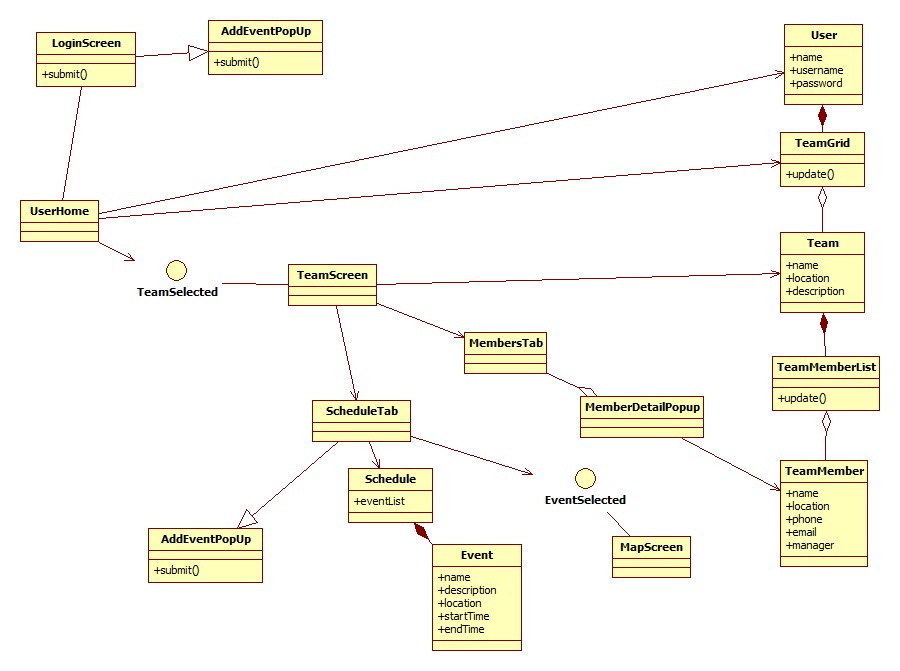 LoginScreen
+submit()
AddEventPopUp
+submit()
User
+name
+username
+password
TeamGrid
+update()
UserHome
TeamSelected
TeamScreen
Team
+name
+location
+description
MembersTab
TeamMemberList
+update()
ScheduleTab
MemberDetailPopup
Schedule
+eventList
EventSelected
TeamMember
+name
+location
+phone
+email
+manager
AddEventPopUp
+submit()
Event
+name
+description
+location
+startTime
+endTime
MapScreen